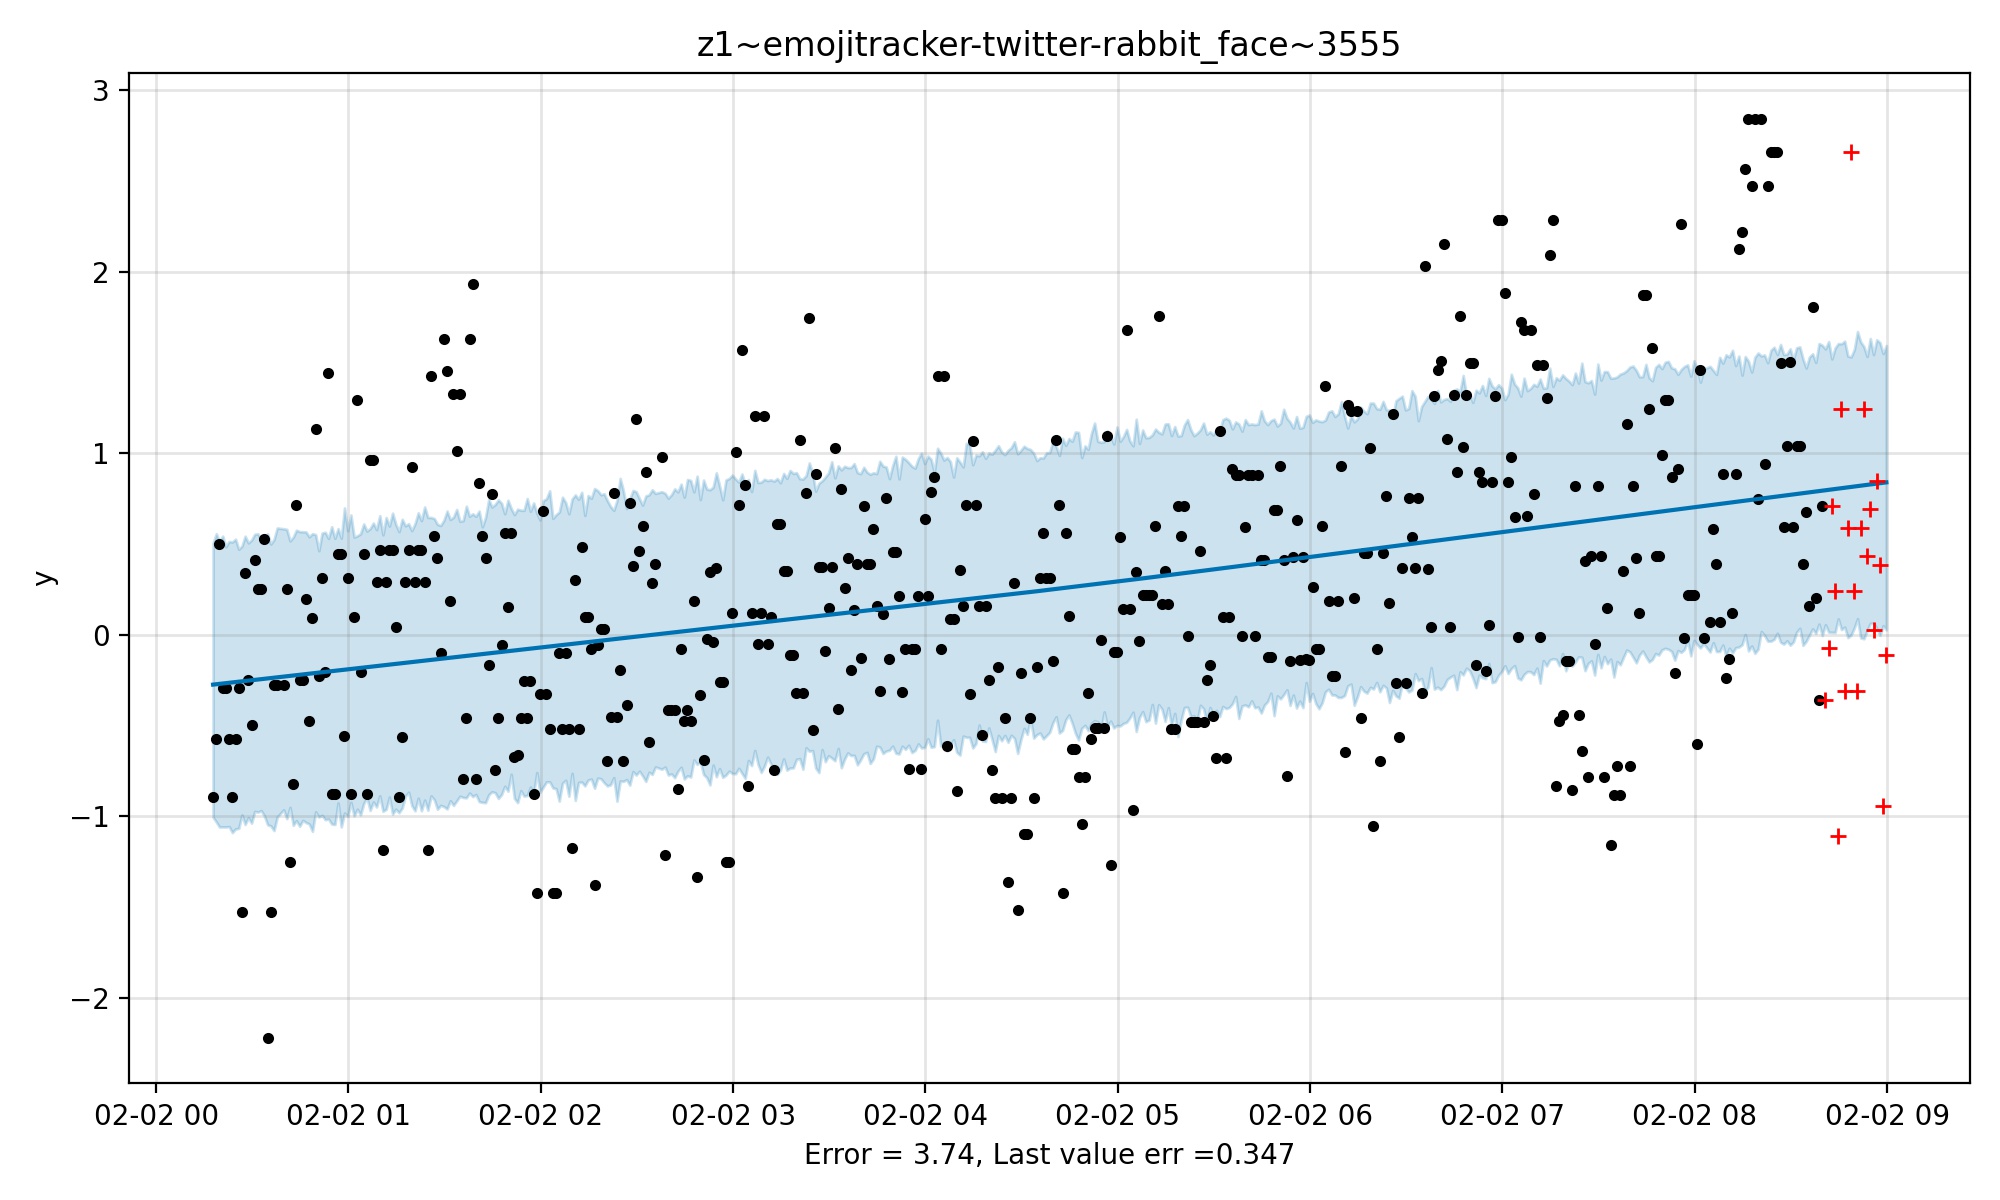 z1~emojitracker-twitter-rabbit_face~3555
3
2
1
0
−1
−2
y
02-02 00 02-02 01 02-02 02 02-02 03 02-02 04 02-02 05 02-02 06 02-02 07 02-02 08 02-02 09
Error = 3.74, Last value err =0.347